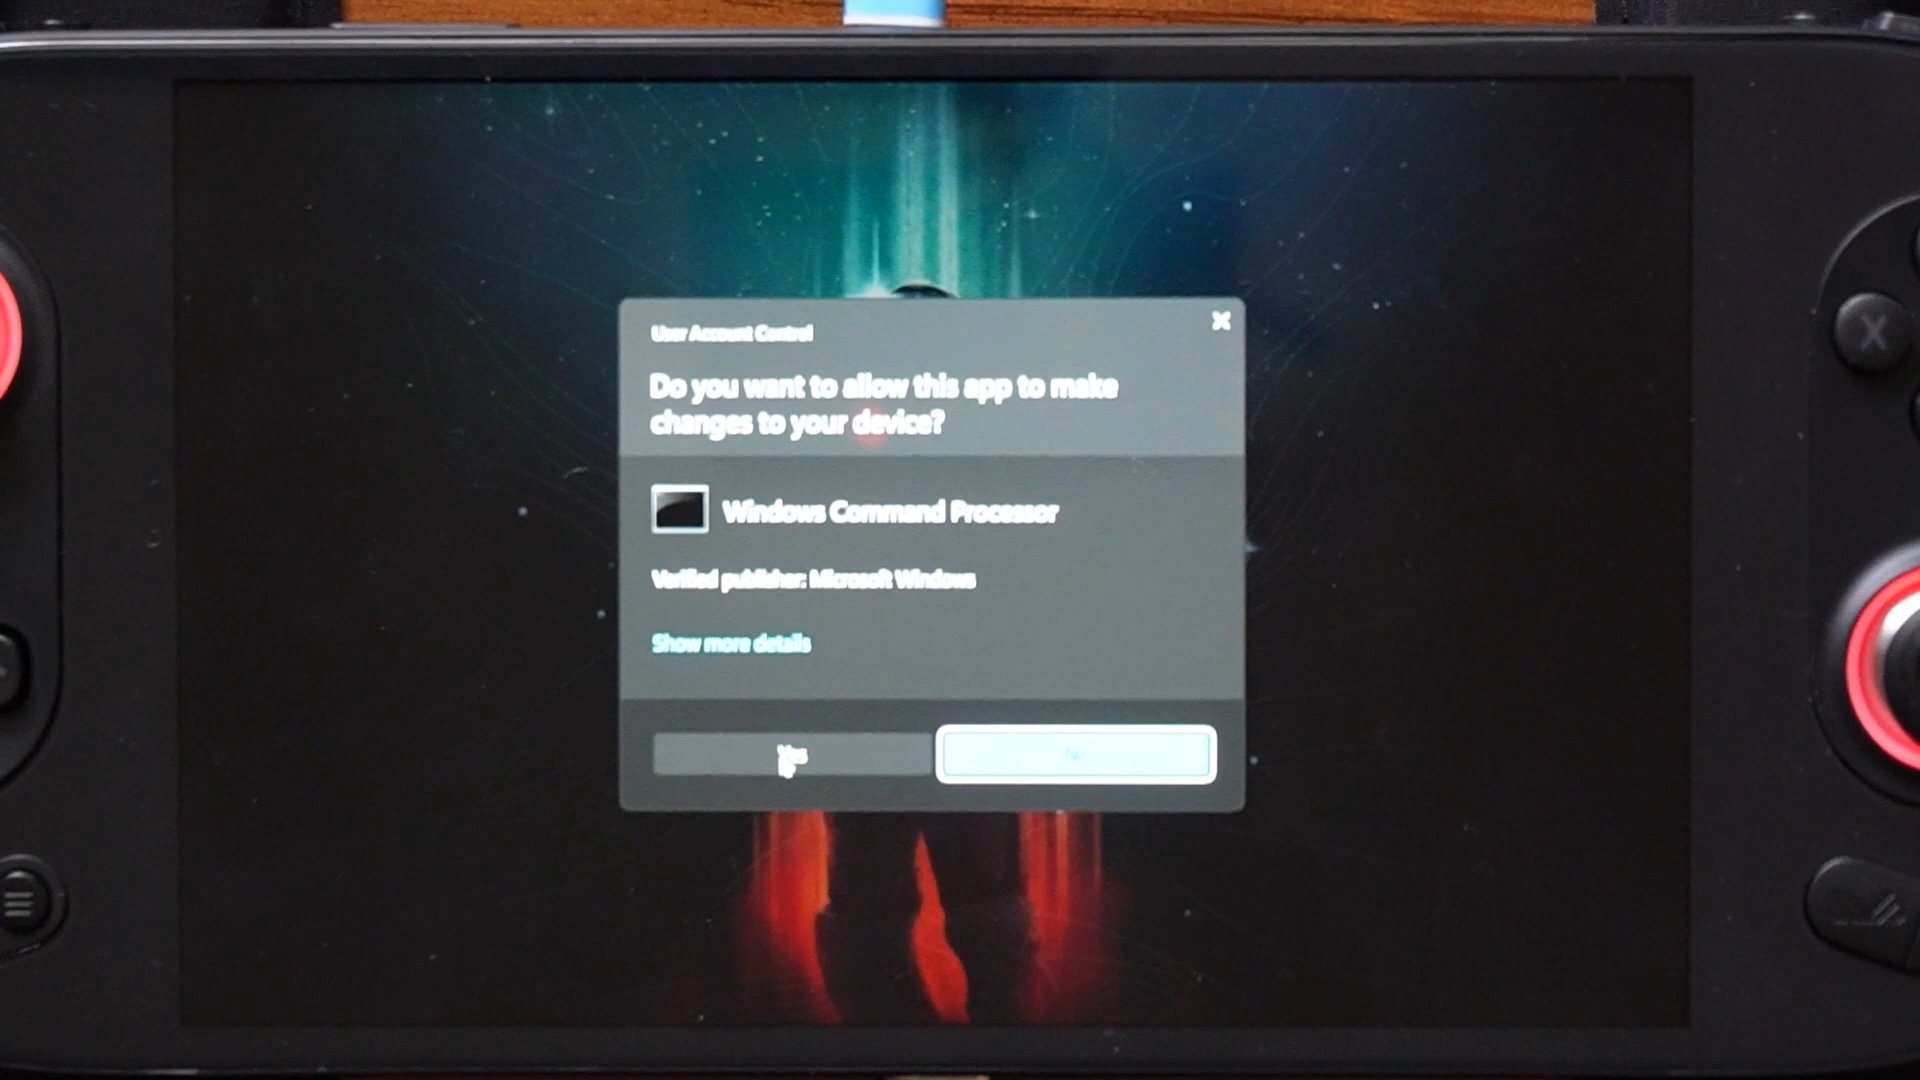 User Account Control
Do you want to allow this app to make
changes to your device?
Windows Command Processor
Verified publisher: Microsoft Windows
Show more details
Yes
X